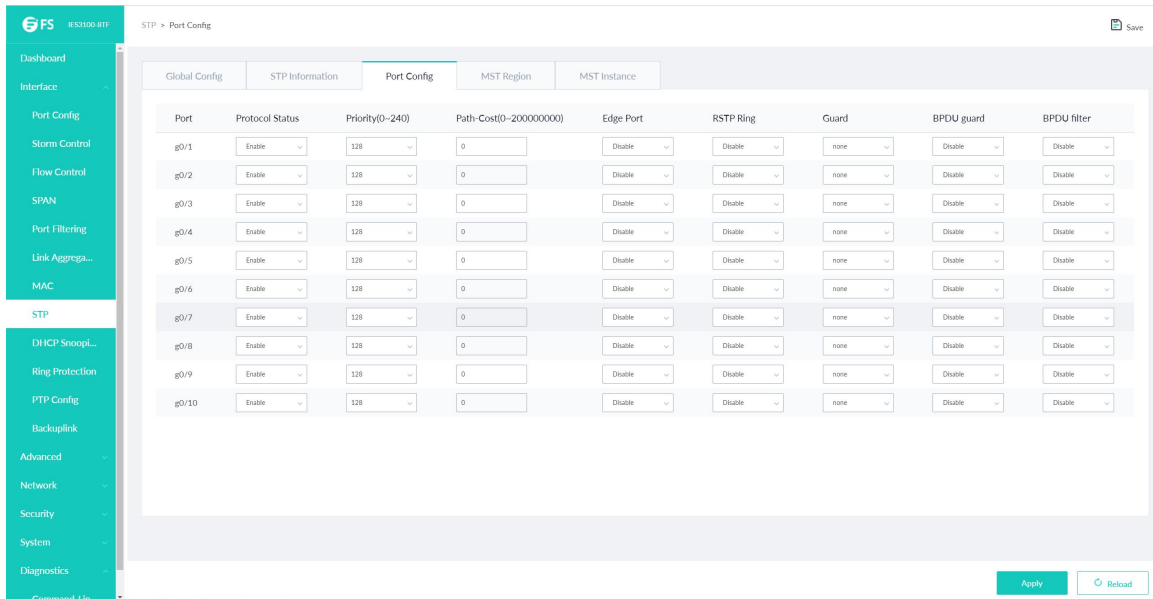 FS IES3100-8TF
STP > Port Config
Save
Dashboard
Interface
Port Config
Storm Control
Flow Control
SPAN
Port Filtering
Link Aggrega...
MAC
STP
DHCP Snoopi...
Ring Protection
PTP Config
Backuplink
Advanced
Network
Security
System
Diagnostics
Global Config STP Information Port Config MST Region MST Instance
Port Protocol Status Priority(0~240) Path-Cost(0~200000000) Edge Port RSTP Ring Guard BPDU guard BPDU filter
g0/1 Enable 128 0 Disable Disable none Disable Disable
g0/2 Enable 128 0 Disable Disable none Disable Disable
g0/3 Enable 128 0 Disable Disable none Disable Disable
g0/4 Enable 128 0 Disable Disable none Disable Disable
g0/5 Enable 128 0 Disable Disable none Disable Disable
g0/6 Enable 128 0 Disable Disable none Disable Disable
g0/7 Enable 128 0 Disable Disable none Disable Disable
g0/8 Enable 128 0 Disable Disable none Disable Disable
g0/9 Enable 128 0 Disable Disable none Disable Disable
g0/10 Enable 128 0 Disable Disable none Disable Disable
Apply Reload